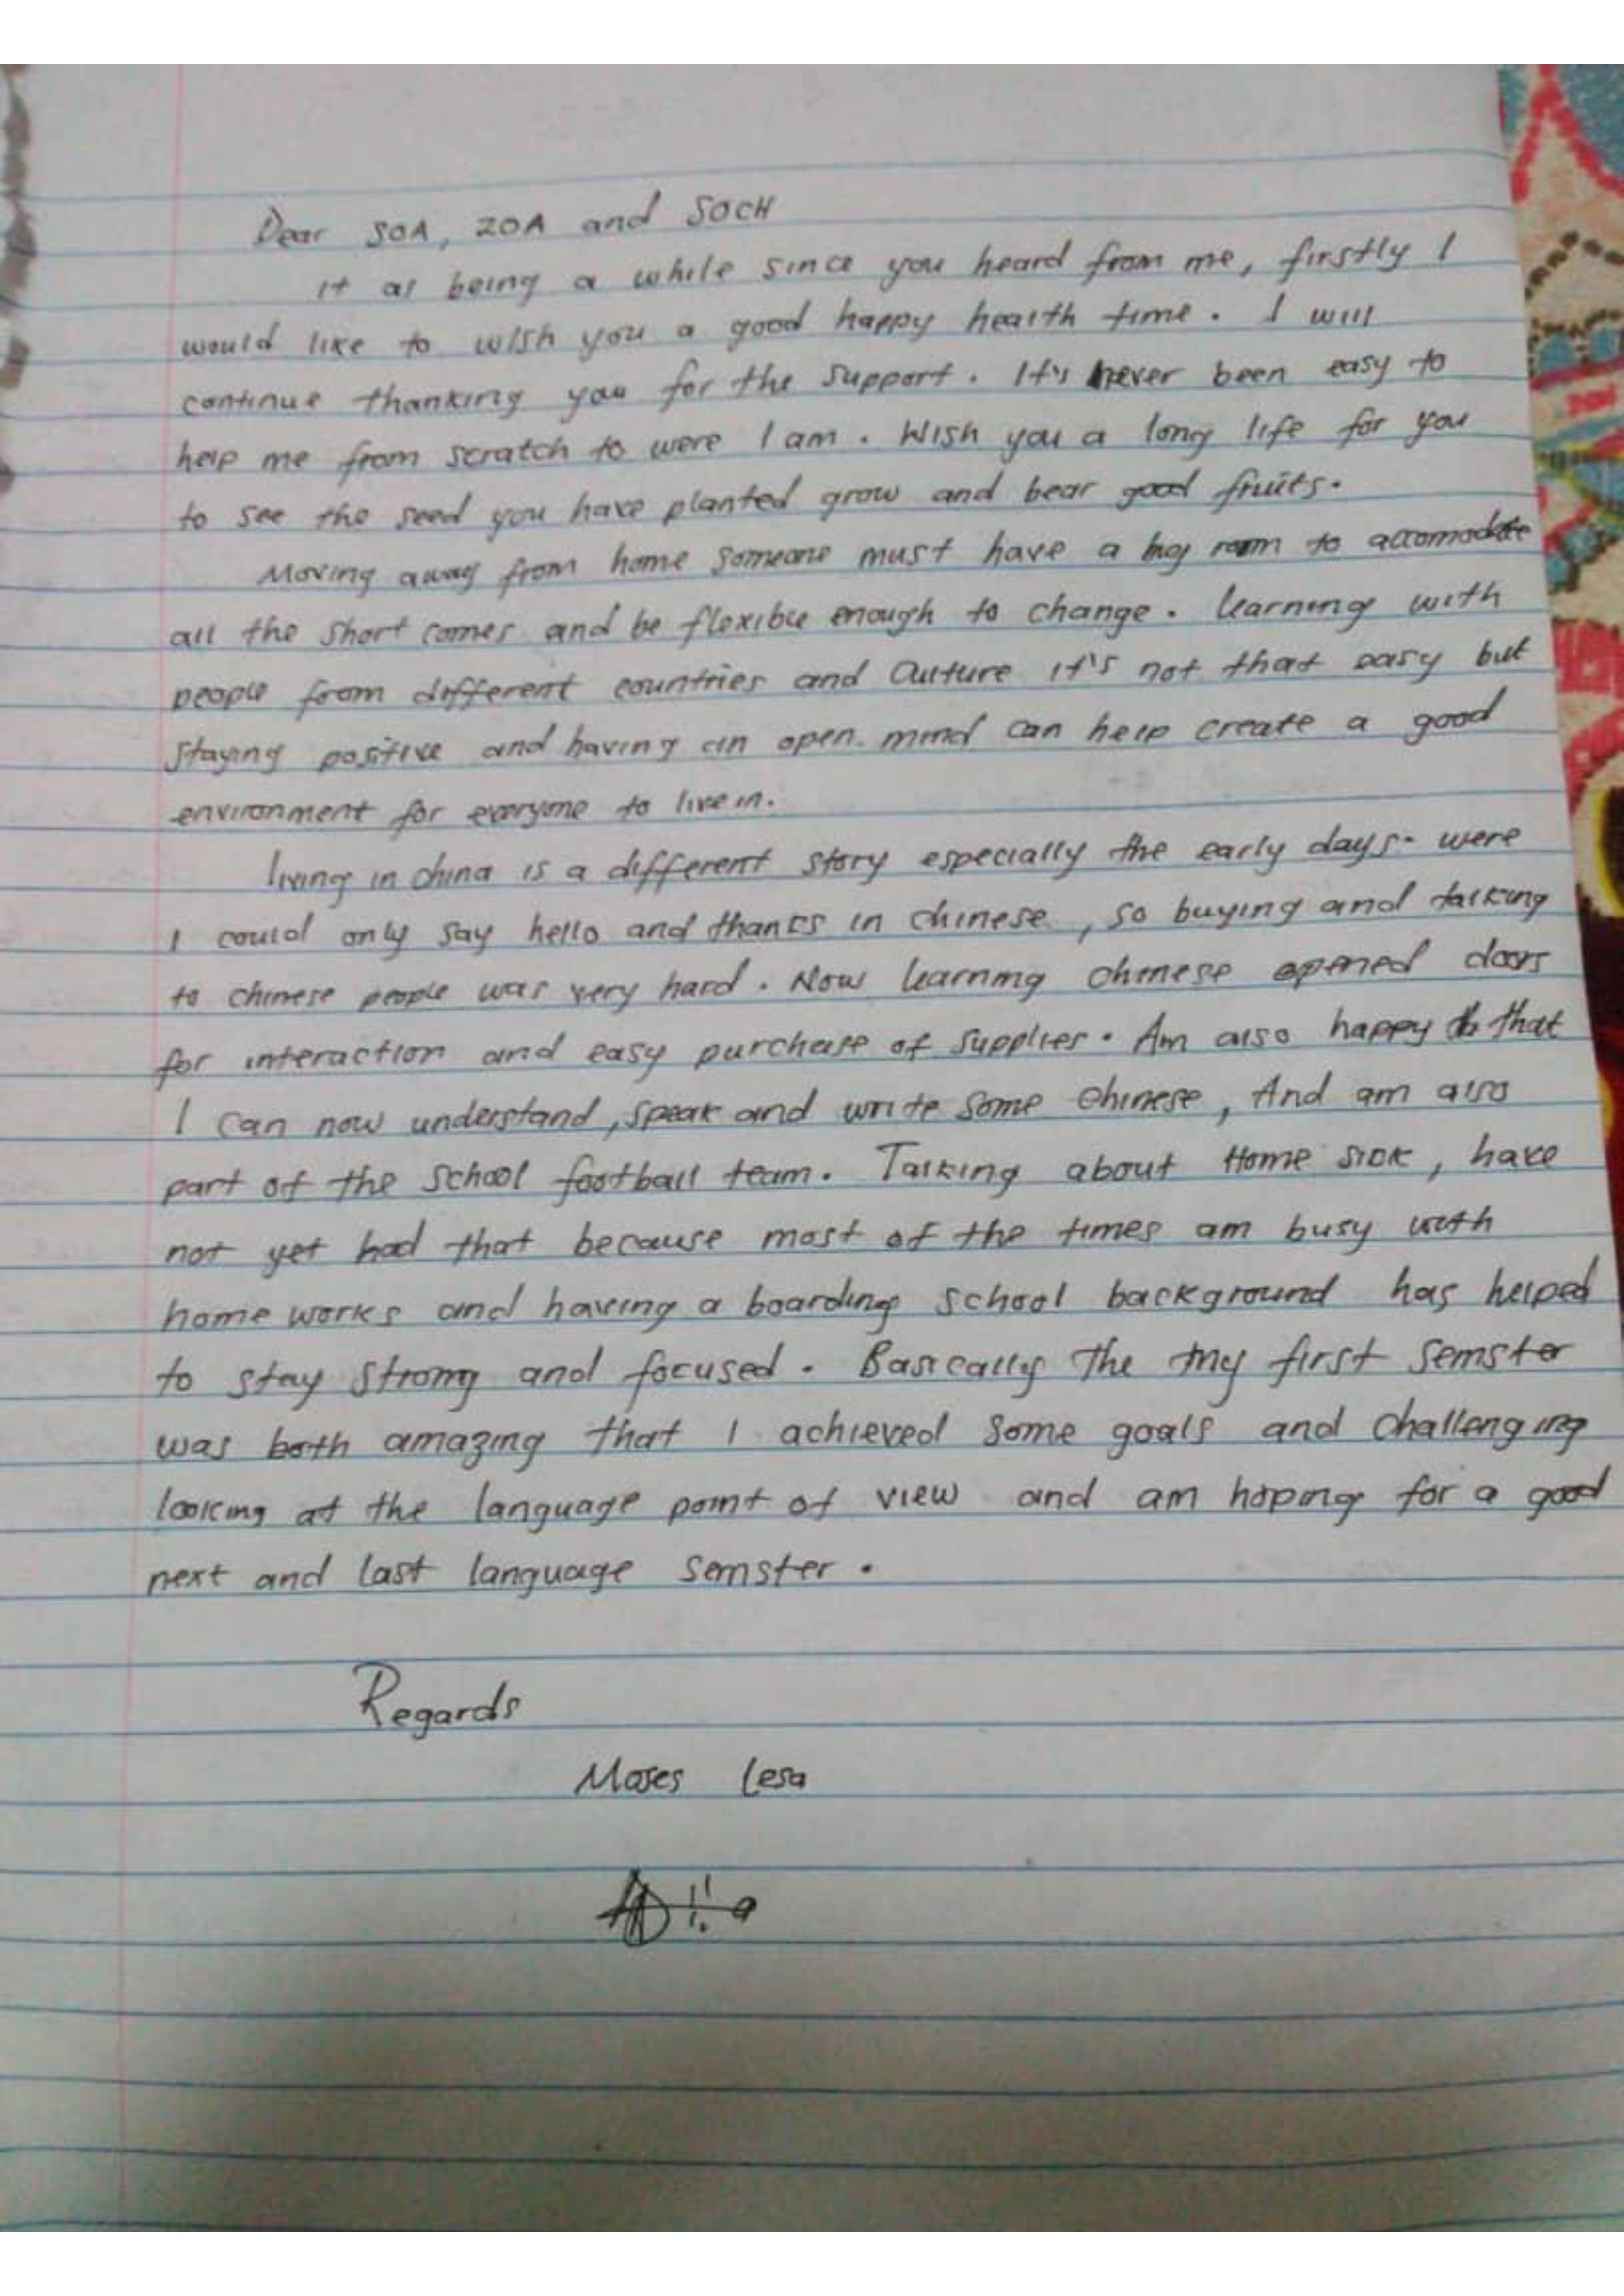 Dear SOA, ZOA and SOCH
It as being a while since you heard from me, firstly I
would like to wish you a good happy health time. I will
continue thanking you for the support. It's never been easy to
help me from scratch to were I am. Wish you a long life for you
to see the seed you have planted grow and bear good fruits.
Moving away from home someone must have a big room to accomodate
all the short comes and be flexible enough to change. Learning with
people from different countries and Culture it's not that easy but
staying positive and having an open mind can help create a good
environment for everyone to live in.
living in china is a different story especially the early days. were
I could only say hello and thanks in chinese, so buying and talking
to chinese people was very hard. Now learning chinese opened doors
for interaction and easy purchase of supplies. Am also happy that
I can now understand, speak and write some chinese, And am also
part of the school football team. Talking about Home sick, have
not yet had that because most of the times am busy with
home works and having a boarding school background has helped
to stay strong and focused. Basically The my first semster
was both amazing that I achieved some goals and challenging
looking at the language point of view and am hoping for a good
next and last language semster.
Regards
Moses Lesa